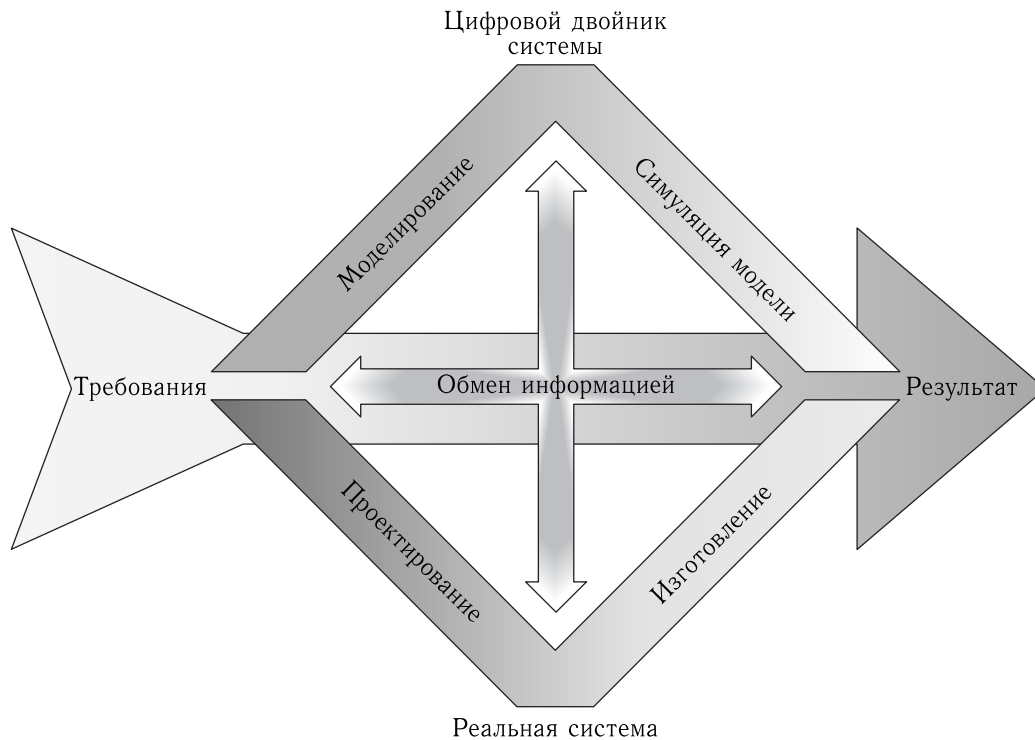 Цифровой двойник
системы
Моделирование
Симуляция модели
Требования
Обмен информацией
Результат
Проектирование
Изготовление
Реальная система